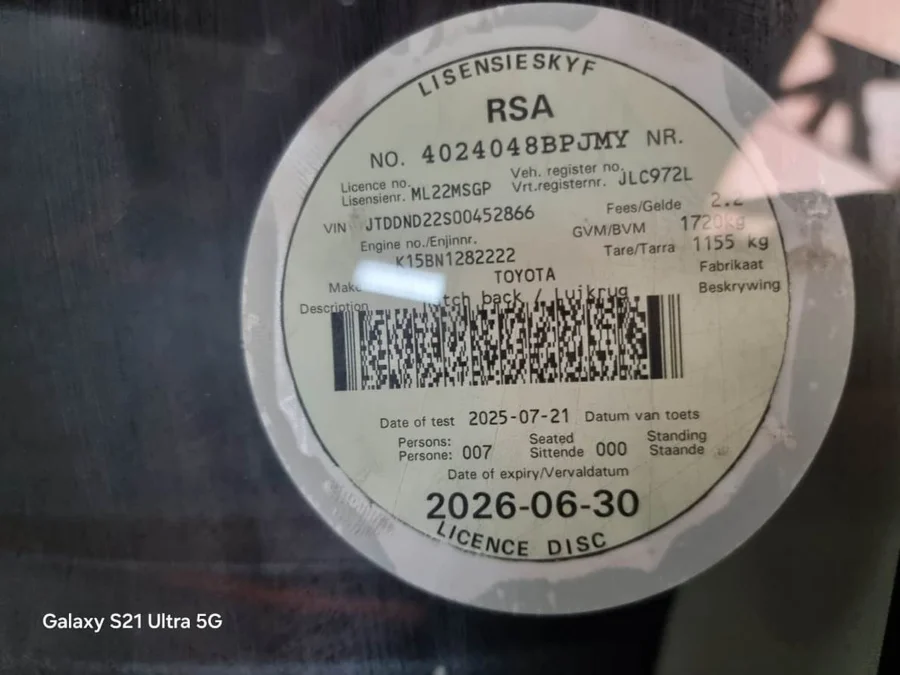 LISENSIESKYF
RSA
NO. 4024048BPJMY NR.
Licence no. Lisensienr. ML22MSGP Veh. register no. Vrt.registernr. JLC972L
VIN JTDDND22S00452866 Fees/Gelde 2.2
Engine no./Enjinnr. GVM/BVM 1720kg
K15BN1282222 Tare/Tarra 1155 kg
TOYOTA Fabrikaat
Description back / Luikrug Beskrywing
Date of test 2025-07-21 Datum van toets
Persons: Persone: 007 Seated Sittende 000 Standing Staande
Date of expiry/Vervaldatum
2026-06-30
LICENCE DISC
Galaxy S21 Ultra 5G